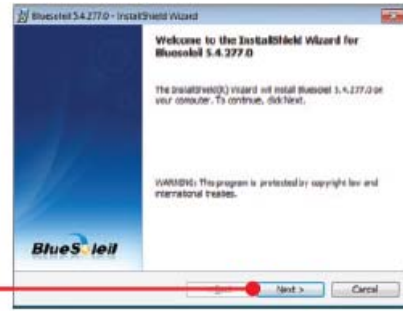 Bluesoleil 5.4.277.0 - InstallShield Wizard
Welcome to the InstallShield Wizard for
Bluesoleil 5.4.277.0
The InstallShield(R) Wizard will install Bluesoleil 5.4.277.0 on
your computer. To continue, click Next.
WARNING: This program is protected by copyright law and
international treaties.
BlueSoleil
Next > Cancel